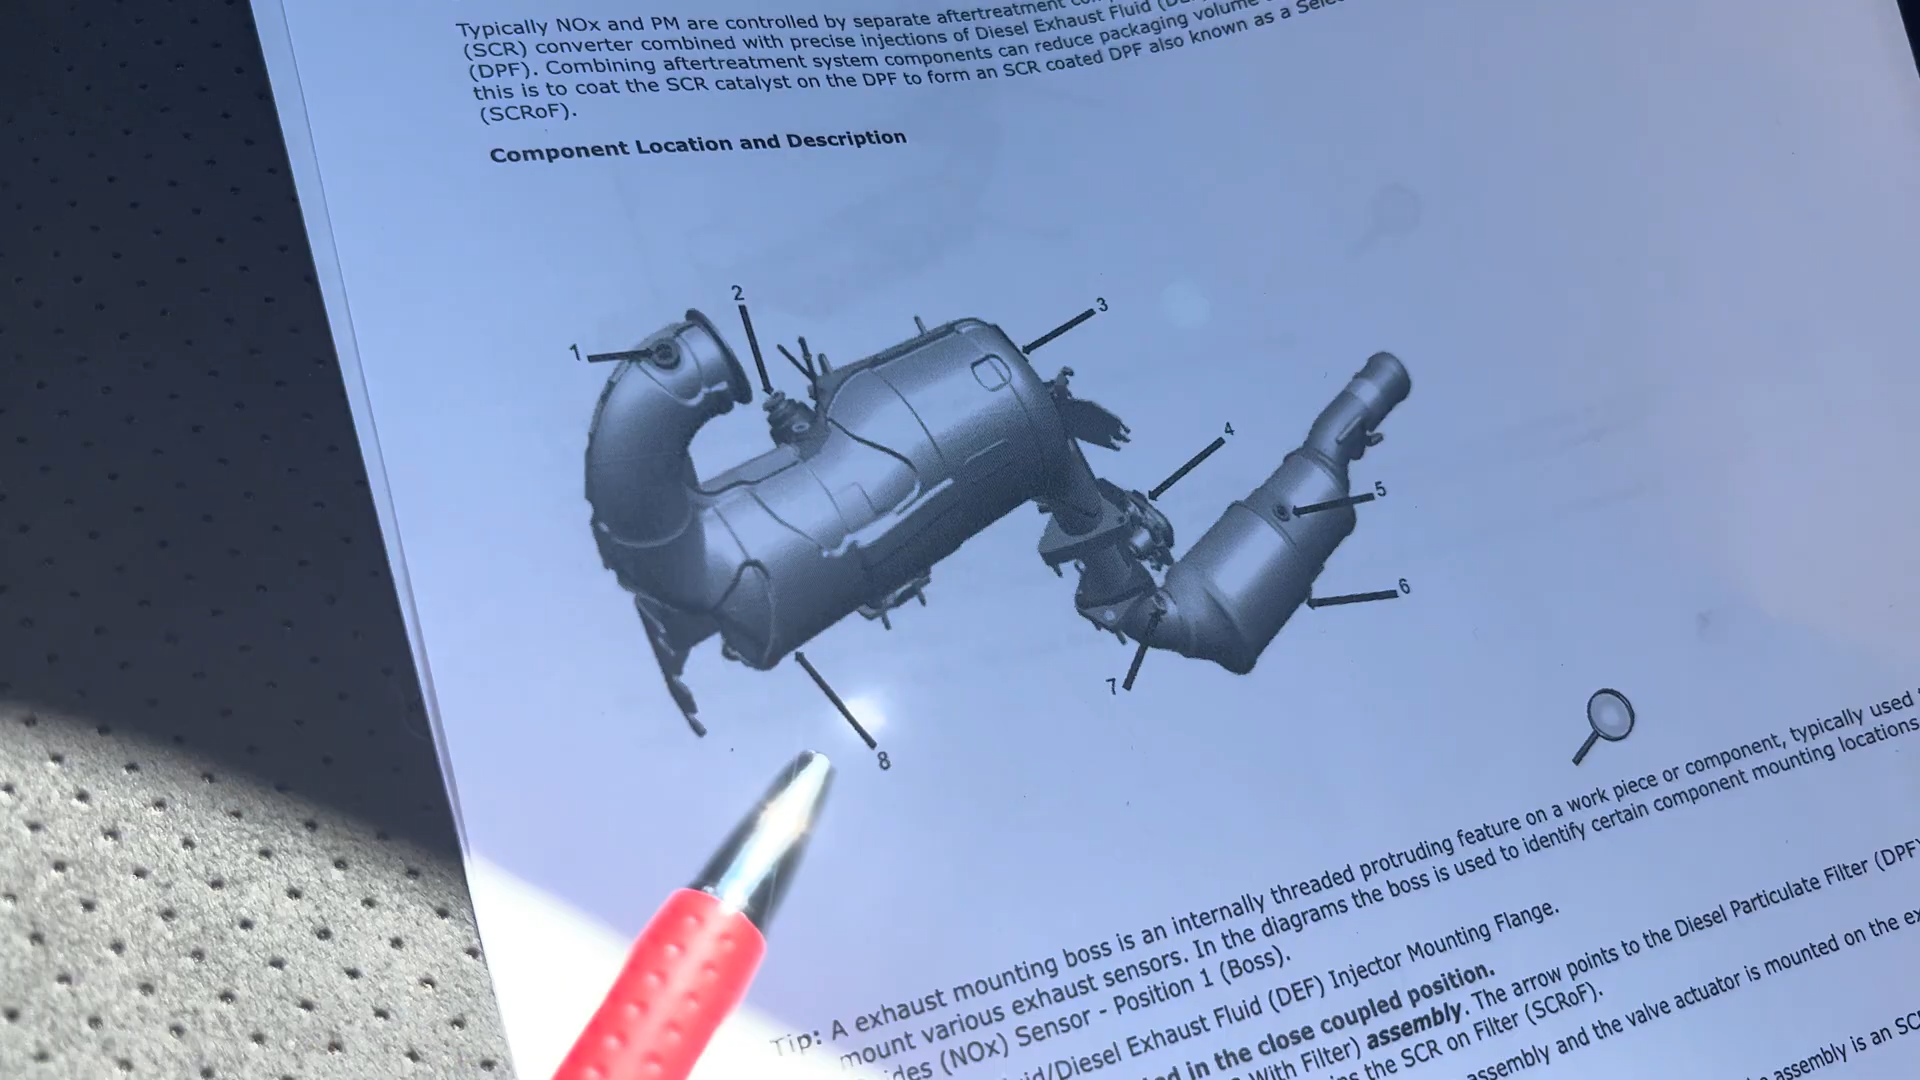 Typically NOx and PM are controlled by separate aftertreatment
(SCR) converter combined with precise injections of Diesel Exhaust Fluid
(DPF). Combining aftertreatment system components can reduce packaging volume
this is to coat the SCR catalyst on the DPF to form an SCR coated DPF also known as a
(SCRoF).
Component Location and Description
1
2
3
4
5
6
7
8
Tip: A exhaust mounting boss is an internally threaded protruding feature on a work piece or component, typically used
mount various exhaust sensors. In the diagrams the boss is used to identify certain component mounting locations
(NOx) Sensor - Position 1 (Boss).
Diesel Exhaust Fluid (DEF) Injector Mounting Flange.
in the close coupled position.
With Filter) assembly. The arrow points to the Diesel Particulate Filter (DPF)
the SCR on Filter (SCRoF).
assembly and the valve actuator is mounted on the
assembly is an